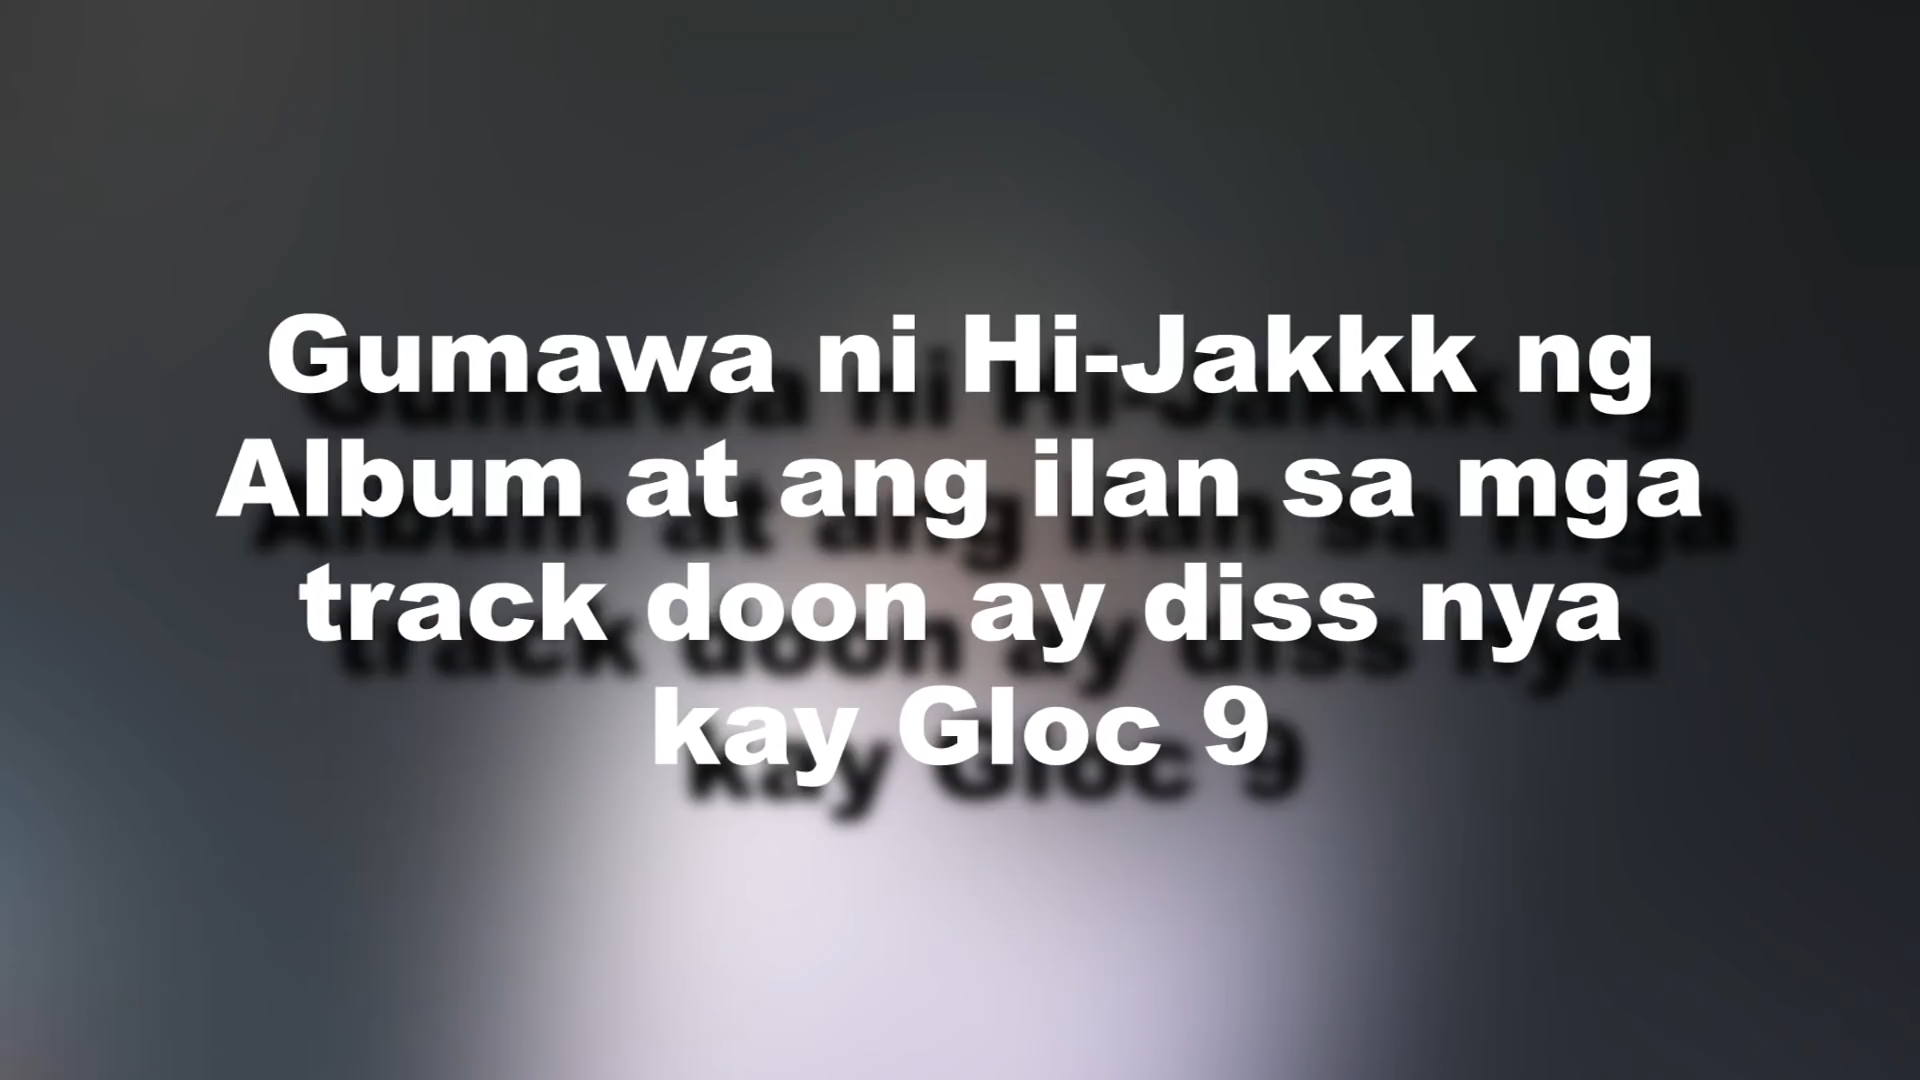 Gumawa ni Hi-Jakkk ng
Album at ang ilan sa mga
track doon ay diss nya
kay Gloc 9